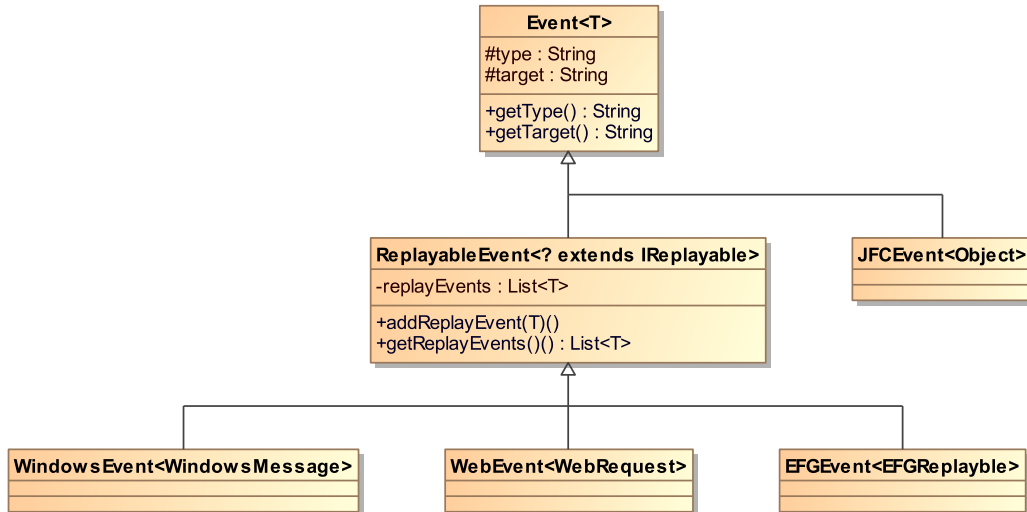 Event<T>
#type : String
#target : String
+getType() : String
+getTarget() : String
ReplayableEvent<? extends IReplayable>
-replayEvents : List<T>
+addReplayEvent(T)()
+getReplayEvents()() : List<T>
JFCEvent<Object>
WindowsEvent<WindowsMessage>
WebEvent<WebRequest>
EFGEvent<EFGReplayble>